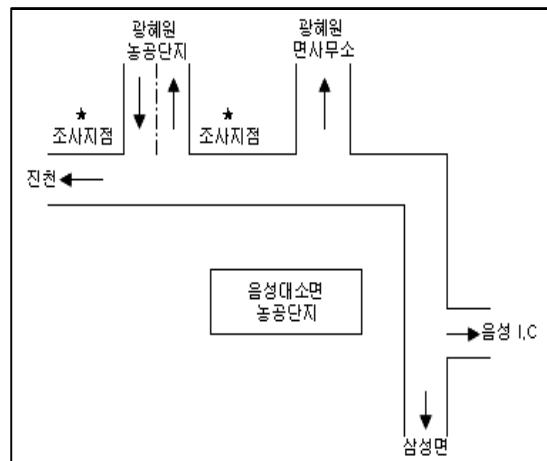 광혜원
농공단지
광혜원
면사무소
*
조사지점
*
조사지점
진천
음성대소면
농공단지
음성 I,C
삼성면